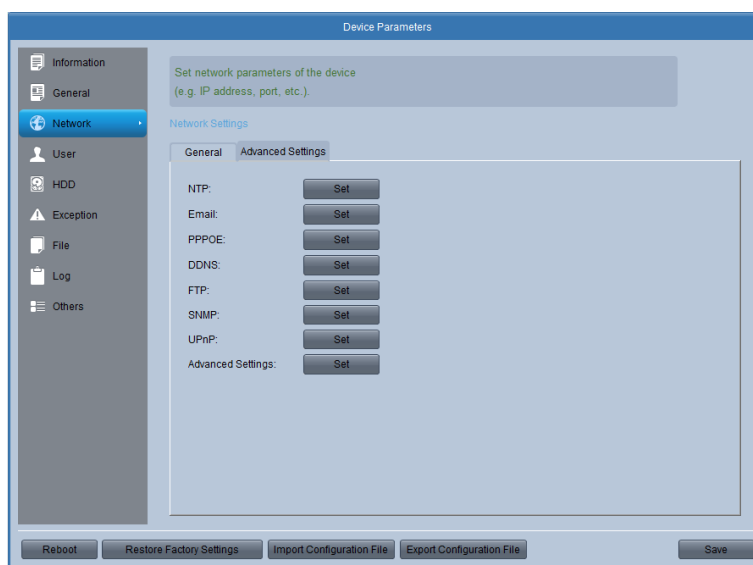 Device Parameters
Information
General
Network
User
HDD
Exception
File
Log
Others
Set network parameters of the device
(e.g. IP address, port, etc.).
Network Settings
General Advanced Settings
NTP: Set
Email: Set
PPPOE: Set
DDNS: Set
FTP: Set
SNMP: Set
UPnP: Set
Advanced Settings: Set
Reboot Restore Factory Settings Import Configuration File Export Configuration File Save